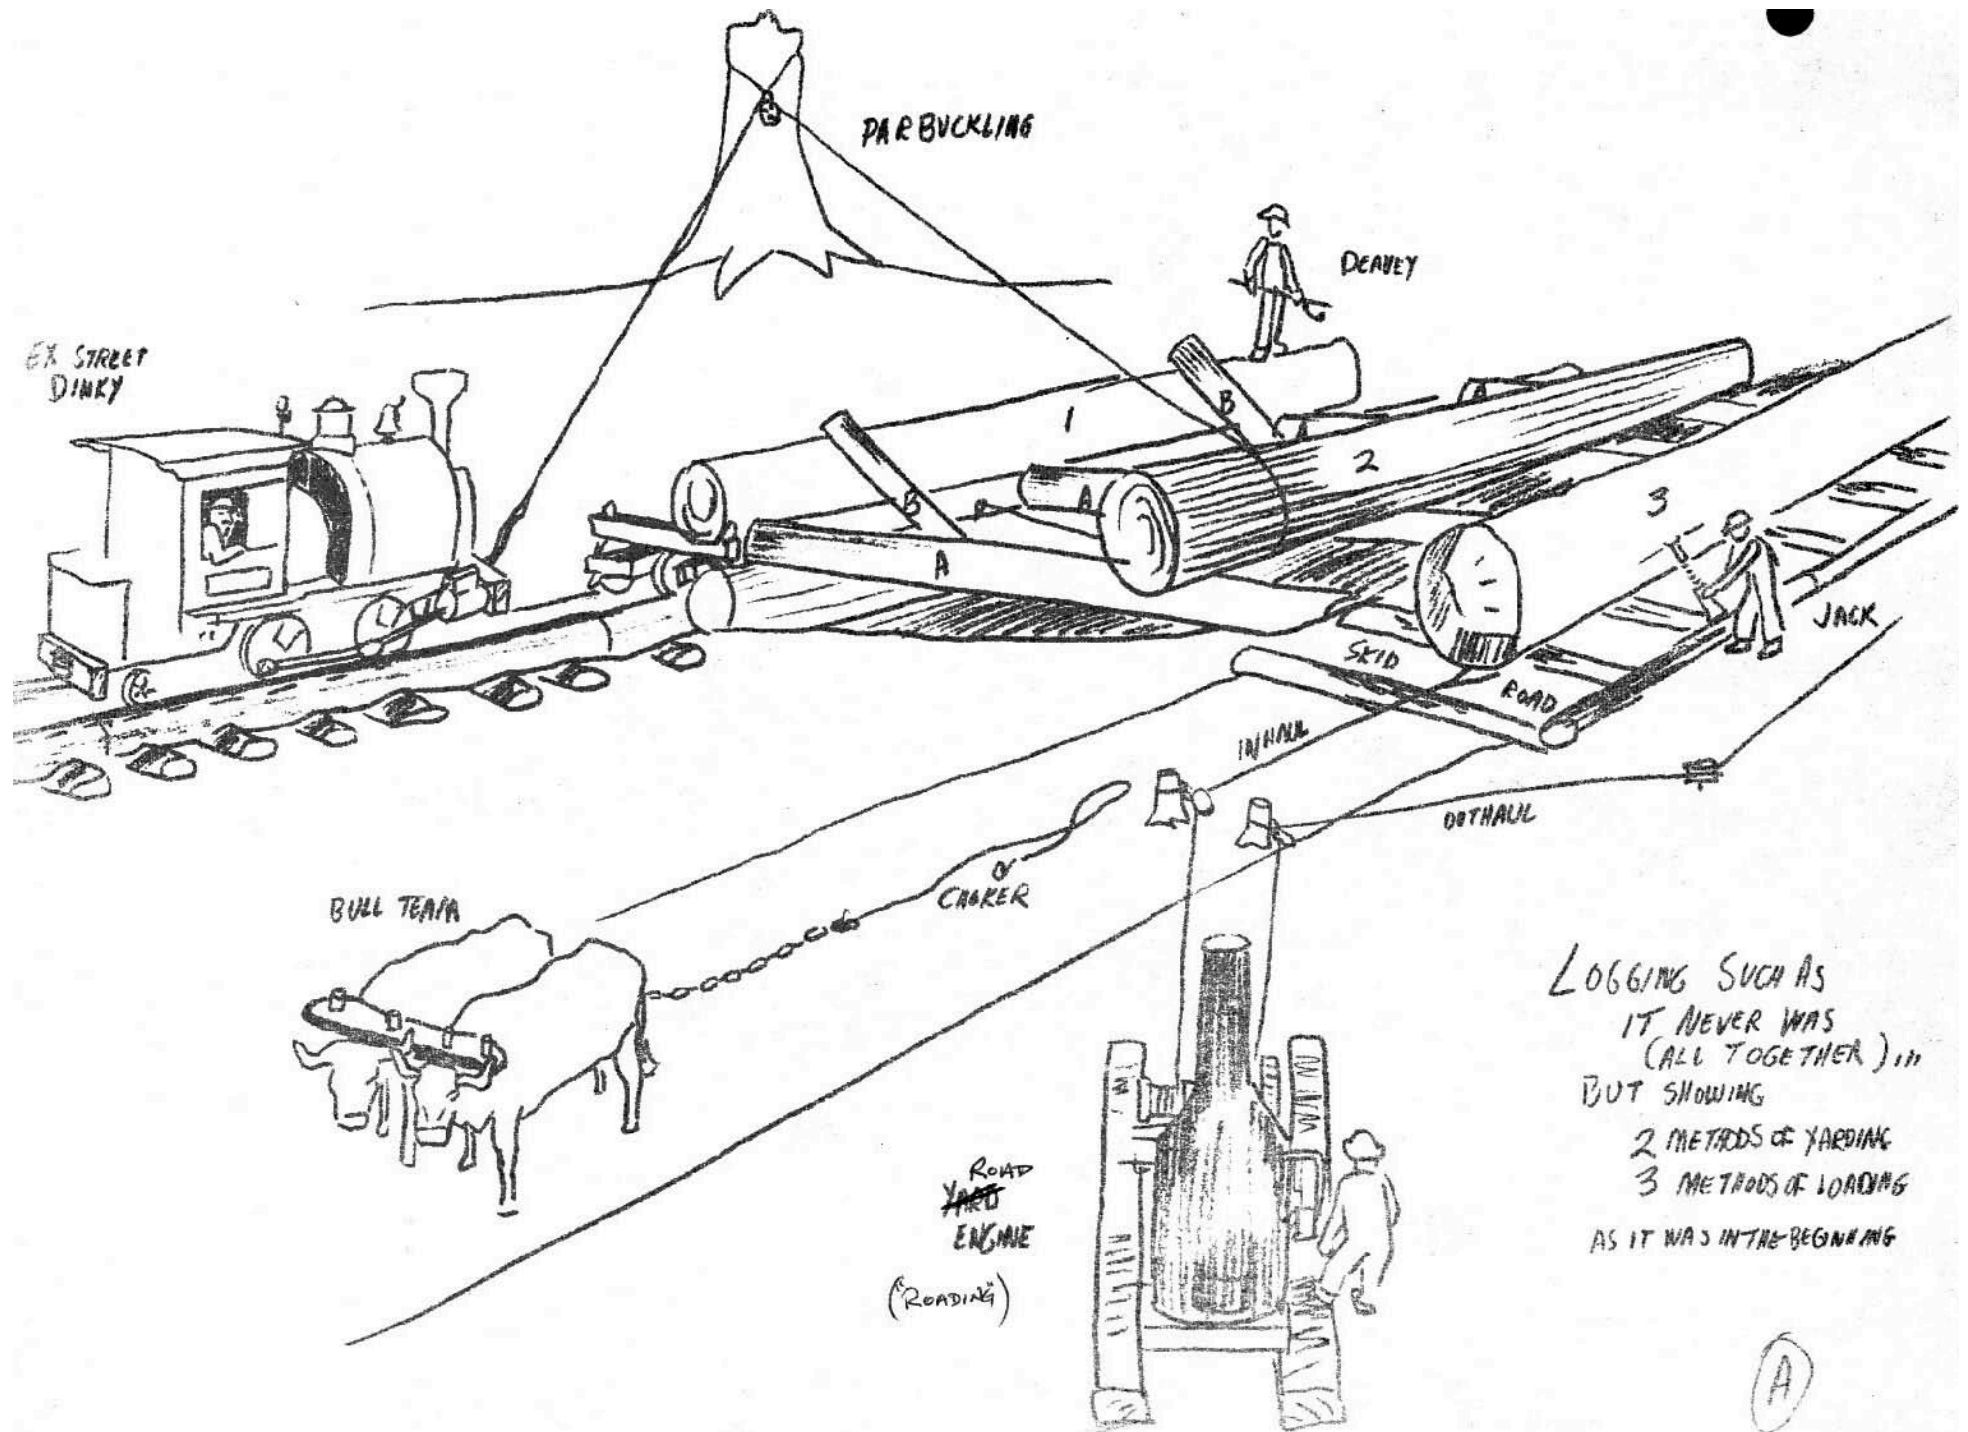 PARBUCKLING
PEAVEY
EX STREET
DINKY
1
B
B
2
A
A
A
3
JACK
SKID
ROAD
INHAUL
OUTHAUL
CHOKER
BULL TEAM
ROAD
YARD
ENGINE
("ROADING")
LOGGING SUCH AS
IT NEVER WAS
(ALL TOGETHER)...
BUT SHOWING
2 METHODS OF YARDING
3 METHODS OF LOADING
AS IT WAS IN THE BEGINNING
A